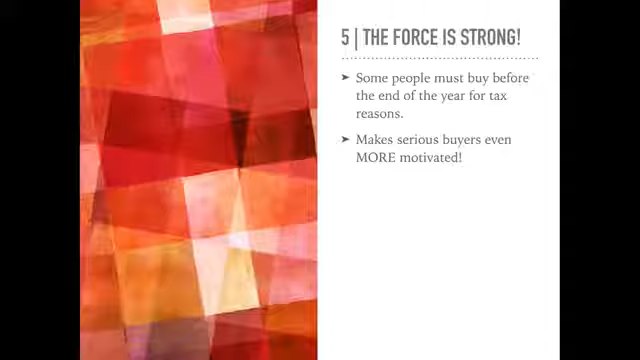 5 | THE FORCE IS STRONG!
➤ Some people must buy before
the end of the year for tax
reasons.
➤ Makes serious buyers even
MORE motivated!